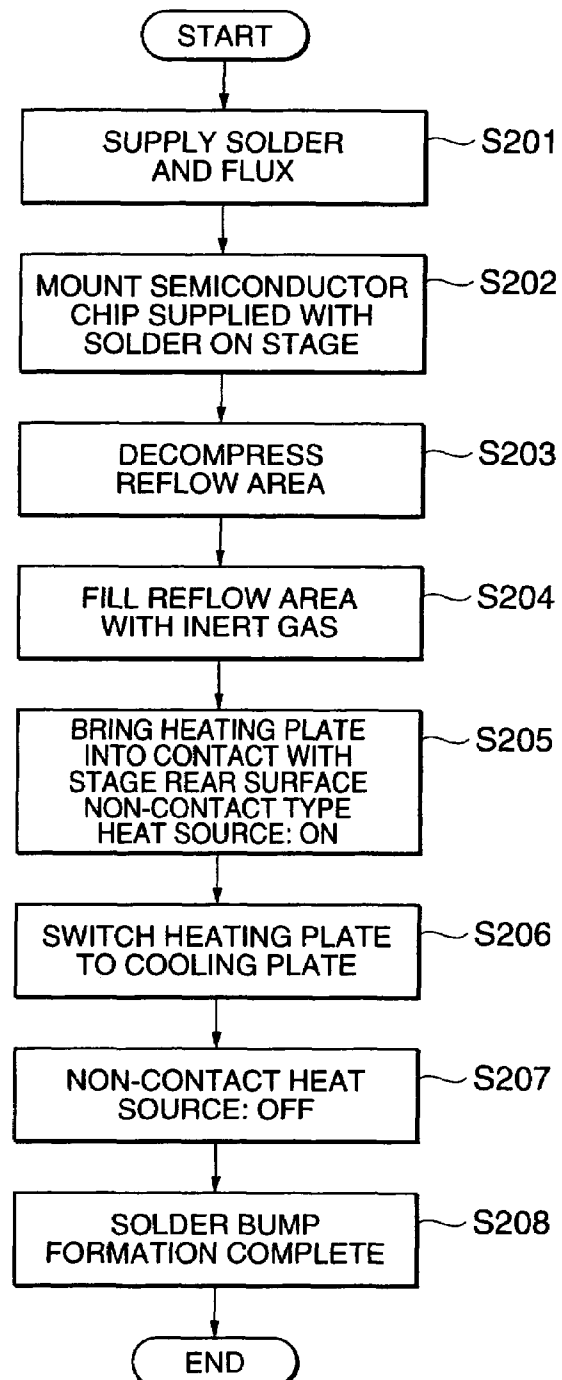 START
SUPPLY SOLDER
AND FLUX
S201
MOUNT SEMICONDUCTOR
CHIP SUPPLIED WITH
SOLDER ON STAGE
S202
DECOMPRESS
REFLOW AREA
S203
FILL REFLOW AREA
WITH INERT GAS
S204
BRING HEATING PLATE
INTO CONTACT WITH
STAGE REAR SURFACE
NON-CONTACT TYPE
HEAT SOURCE: ON
S205
SWITCH HEATING PLATE
TO COOLING PLATE
S206
NON-CONTACT HEAT
SOURCE: OFF
S207
SOLDER BUMP
FORMATION COMPLETE
S208
END